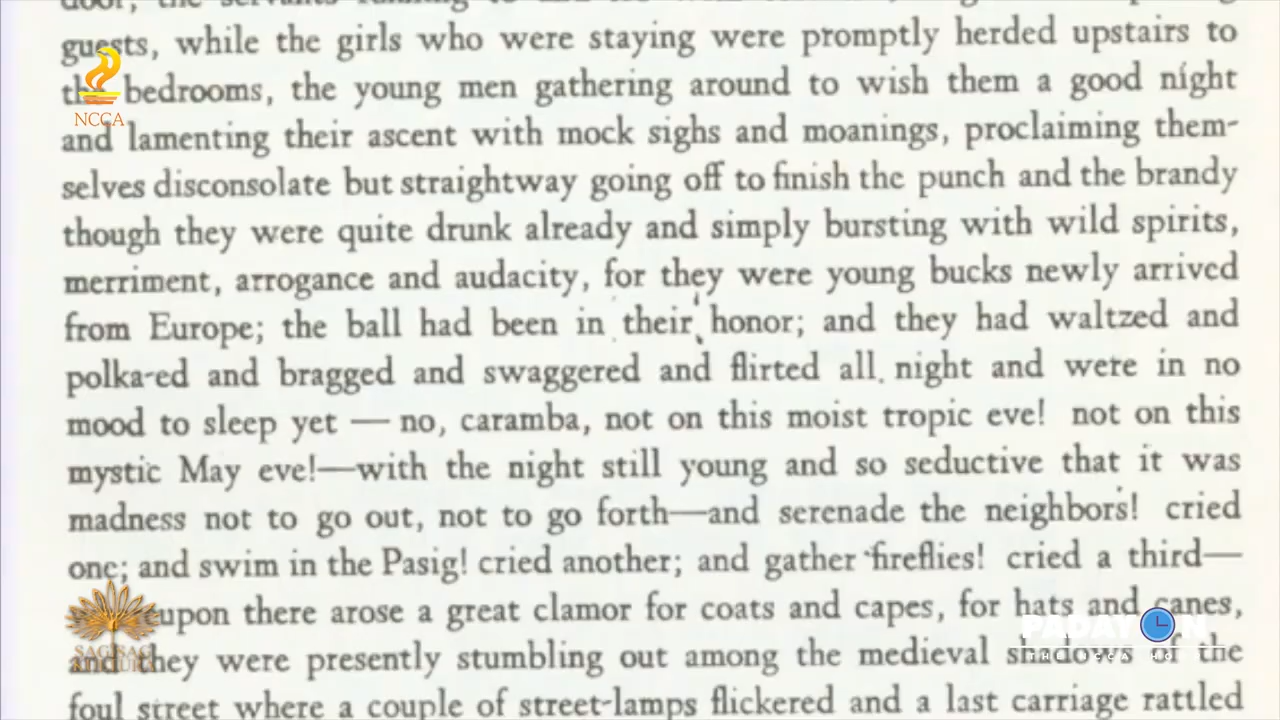 guests, while the girls who were staying were promptly herded upstairs to
the bedrooms, the young men gathering around to wish them a good night
NCCA
and lamenting their ascent with mock sighs and moanings, proclaiming them-
selves disconsolate but straightway going off to finish the punch and the brandy
though they were quite drunk already and simply bursting with wild spirits,
merriment, arrogance and audacity, for they were young bucks newly arrived
from Europe; the ball had been in their honor; and they had waltzed and
polka-ed and bragged and swaggered and flirted all night and were in no
mood to sleep yet — no, caramba, not on this moist tropic eve! not on this
mystic May eve!—with the night still young and so seductive that it was
madness not to go out, not to go forth—and serenade the neighbors! cried
one; and swim in the Pasig! cried another; and gather fireflies! cried a third—
upon there arose a great clamor for coats and capes, for hats and canes,
PADAYON
and they were presently stumbling out among the medieval shadows of the
THE NCCA HOUR
foul street where a couple of street-lamps flickered and a last carriage rattled